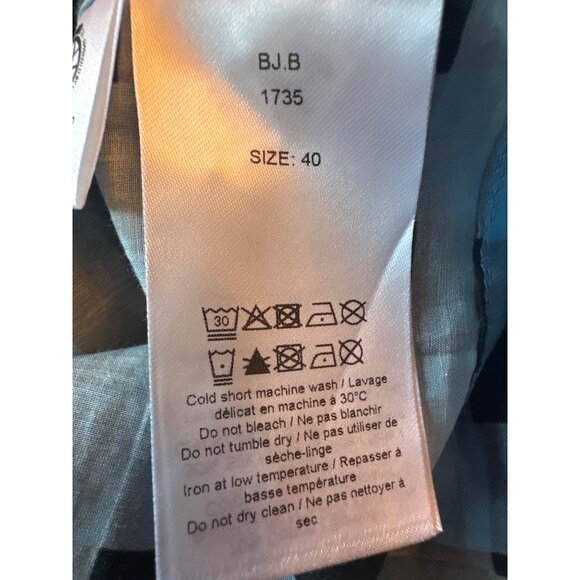 BJ.B
1735
SIZE: 40
30
Cold short machine wash / Lavage
délicat en machine à 30°C
Do not bleach / Ne pas blanchir
Do not tumble dry / Ne pas utiliser de
sèche-linge
Iron at low temperature / Repasser à
basse température
Do not dry clean / Ne pas nettoyer à
sec